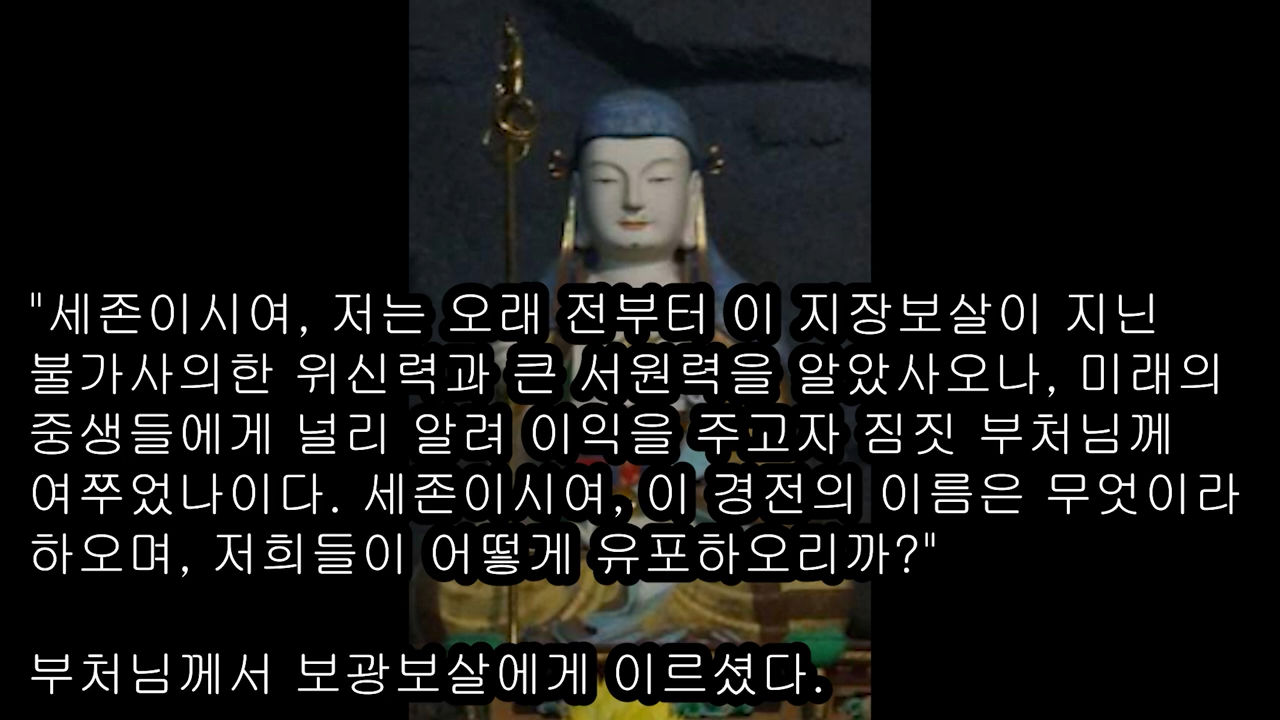 "세존이시여, 저는 오래 전부터 이 지장보살이 지닌
불가사의한 위신력과 큰 서원력을 알았사오나, 미래의
중생들에게 널리 알려 이익을 주고자 짐짓 부처님께
여쭈었나이다. 세존이시여, 이 경전의 이름은 무엇이라
하오며, 저희들이 어떻게 유포하오리까?"
부처님께서 보광보살에게 이르셨다.